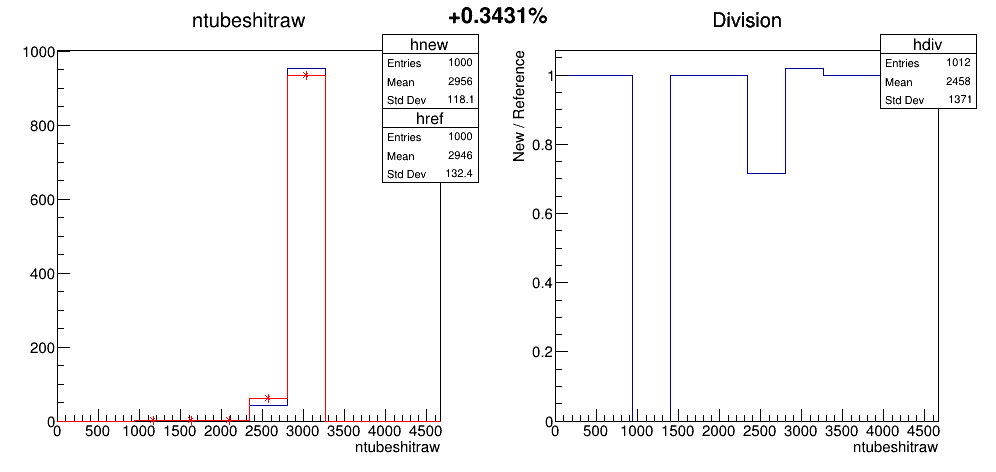 +0.3431%
ntubeshitraw
hnew
Entries 1000
Mean 2956
Std Dev 118.1
href
Entries 1000
Mean 2946
Std Dev 132.4
1000
800
600
400
200
0
0 500 1000 1500 2000 2500 3000 3500 4000 4500
ntubeshitraw
Division
hdiv
Entries 1012
Mean 2458
Std Dev 1371
New / Reference
1
0.8
0.6
0.4
0.2
0
0 500 1000 1500 2000 2500 3000 3500 4000 4500
ntubeshitraw